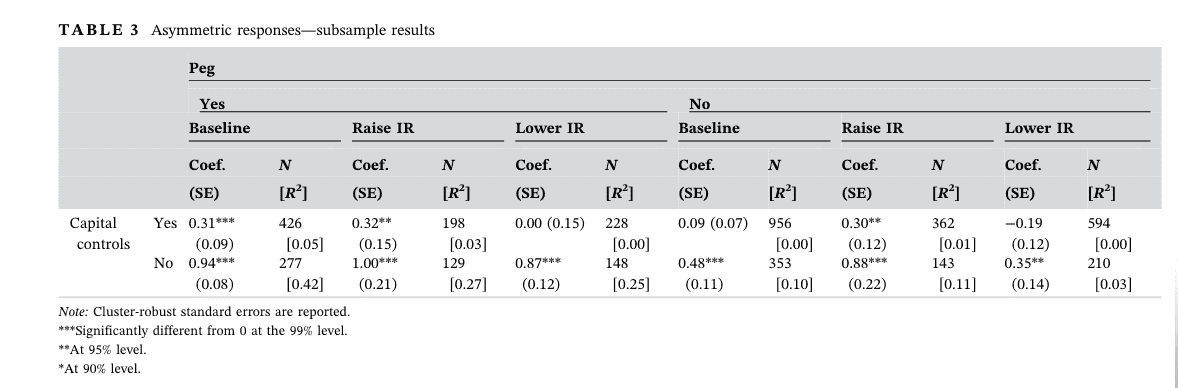 TABLE 3 Asymmetric responses—subsample results
Peg
Yes No
Baseline Raise IR Lower IR Baseline Raise IR Lower IR
Coef. N Coef. N Coef. N Coef. N Coef. N Coef. N
(SE) [R²] (SE) [R²] (SE) [R²] (SE) [R²] (SE) [R²] (SE) [R²]
Capital Yes 0.31*** 426 0.32** 198 0.00 (0.15) 228 0.09 (0.07) 956 0.30** 362 −0.19 594
controls (0.09) [0.05] (0.15) [0.03] [0.00] [0.00] (0.12) [0.01] (0.12) [0.00]
No 0.94*** 277 1.00*** 129 0.87*** 148 0.48*** 353 0.88*** 143 0.35** 210
(0.08) [0.42] (0.21) [0.27] (0.12) [0.25] (0.11) [0.10] (0.22) [0.11] (0.14) [0.03]
Note: Cluster-robust standard errors are reported.
***Significantly different from 0 at the 99% level.
**At 95% level.
*At 90% level.